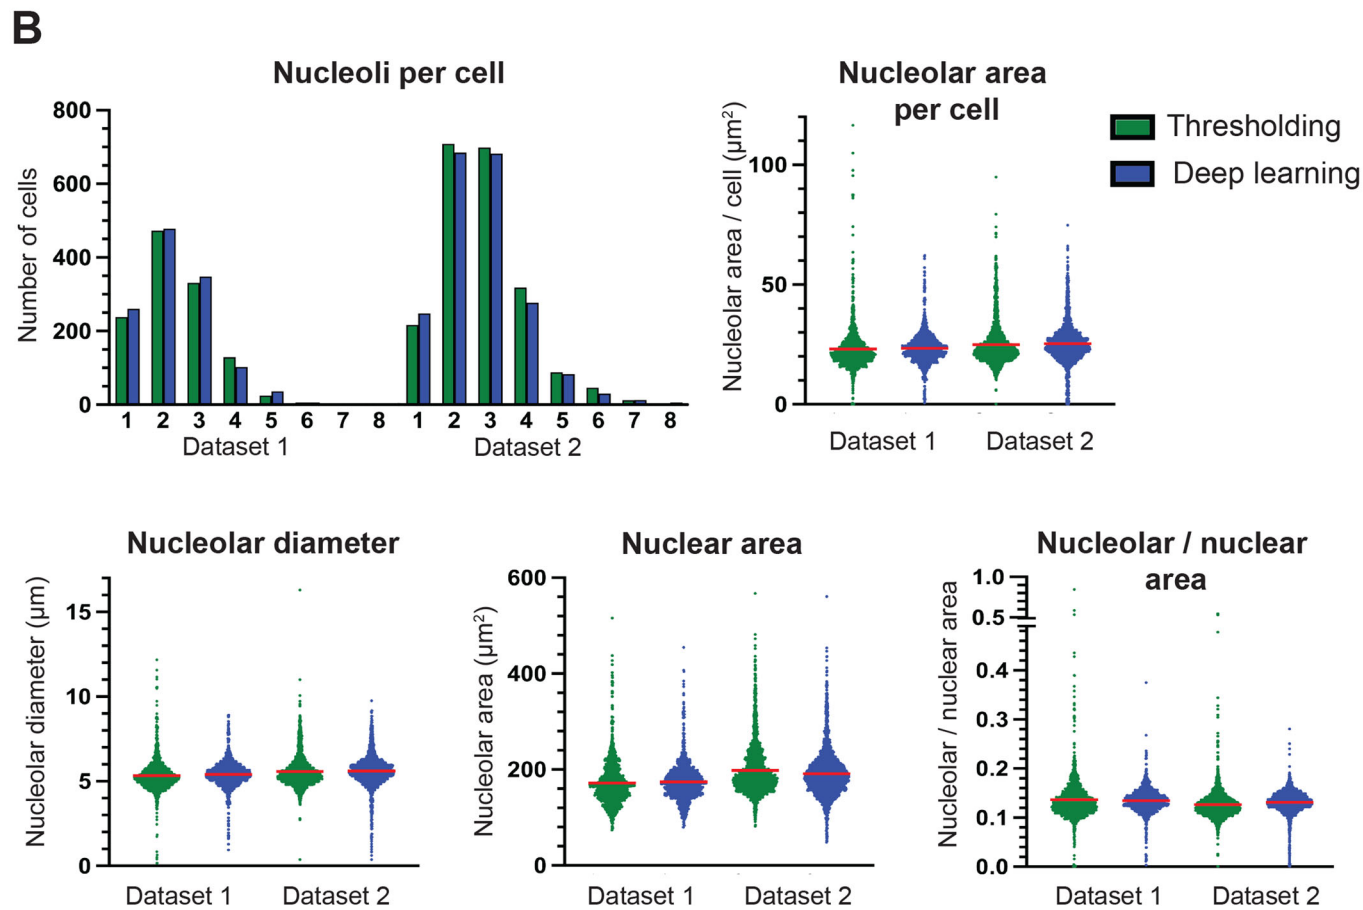 B
Nucleoli per cell
Number of cells
800
600
400
200
0
1 2 3 4 5 6 7 8 1 2 3 4 5 6 7 8
Dataset 1 Dataset 2
Nucleolar area
per cell
Nucleolar area / cell (µm²)
100
50
0
Dataset 1 Dataset 2
Thresholding
Deep learning
Nucleolar diameter
Nucleolar diameter (µm)
15
10
5
0
Dataset 1 Dataset 2
Nuclear area
Nucleolar area (µm²)
600
400
200
0
Dataset 1 Dataset 2
Nucleolar / nuclear
area
Nucleolar / nuclear area
1.0
0.5
0.4
0.3
0.2
0.1
0.0
Dataset 1 Dataset 2